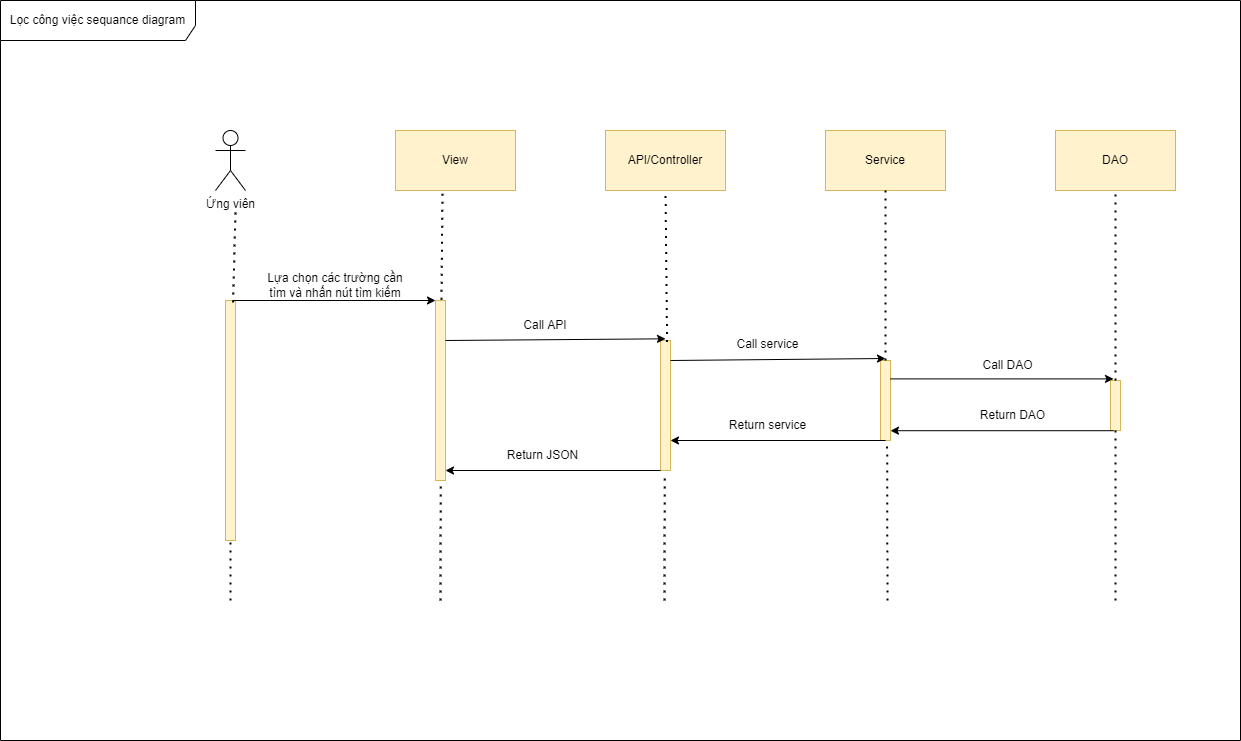 Lọc công việc sequance diagram
View
API/Controller
Service
DAO
Ứng viên
Lựa chọn các trường cần
tìm và nhấn nút tìm kiếm
Call API
Call service
Call DAO
Return DAO
Return service
Return JSON